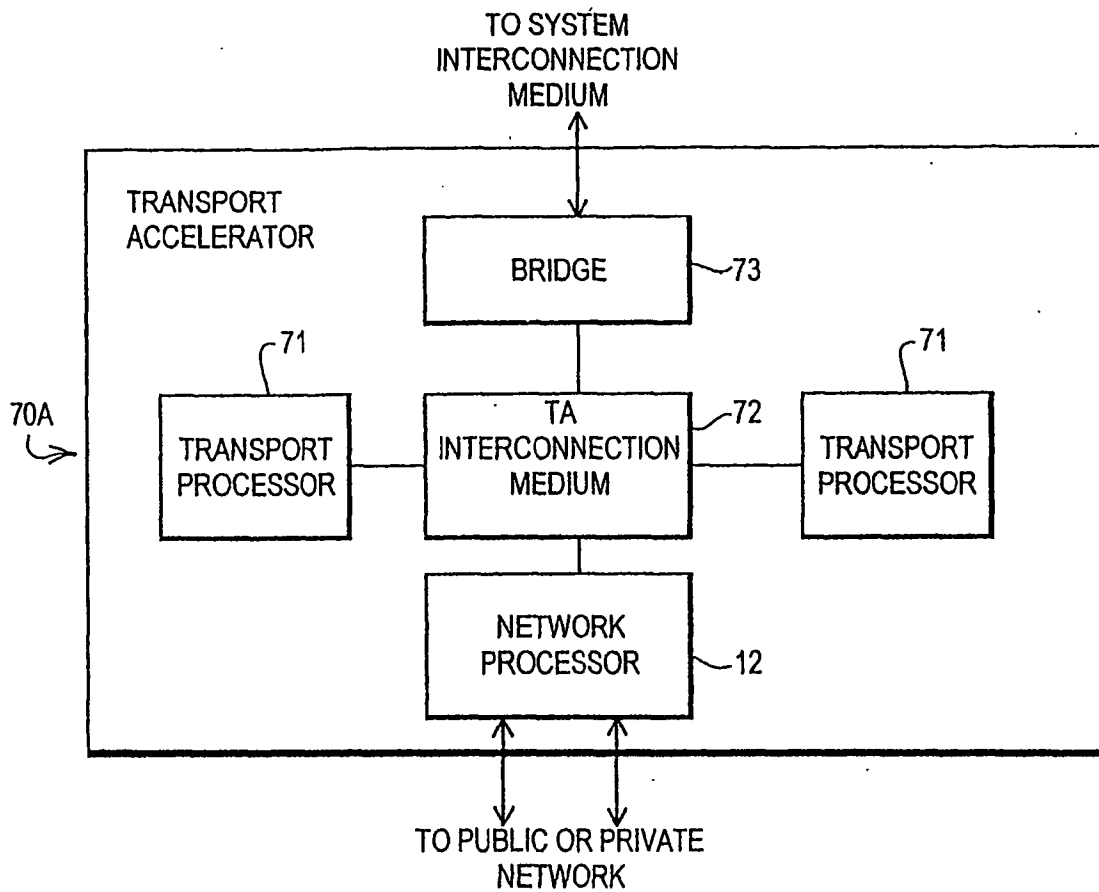 TO SYSTEM
INTERCONNECTION
MEDIUM
TRANSPORT
ACCELERATOR
BRIDGE
73
71
71
70A
TRANSPORT
PROCESSOR
TA
INTERCONNECTION
MEDIUM
72
TRANSPORT
PROCESSOR
NETWORK
PROCESSOR
12
TO PUBLIC OR PRIVATE
NETWORK